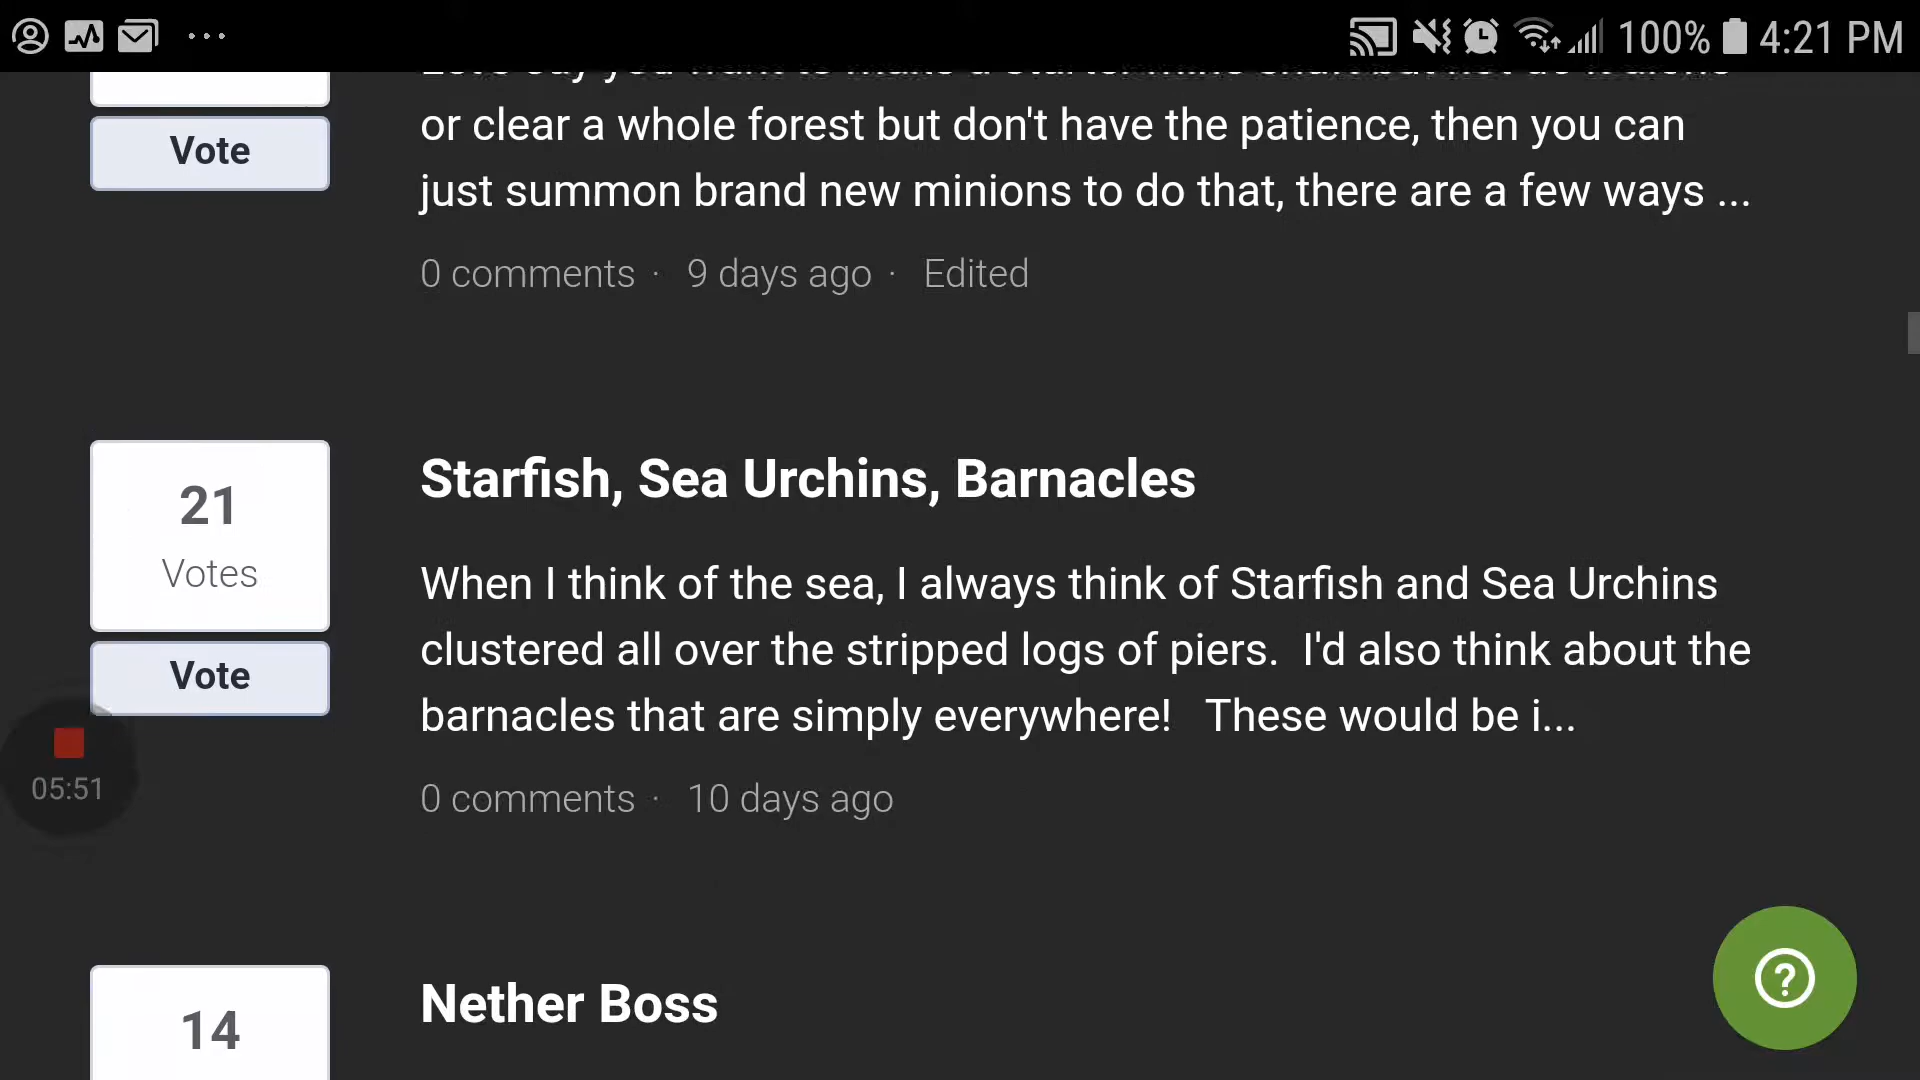 100% 4:21 PM
or clear a whole forest but don't have the patience, then you can
Vote
just summon brand new minions to do that, there are a few ways ...
0 comments · 9 days ago · Edited
Starfish, Sea Urchins, Barnacles
21
Votes
When I think of the sea, I always think of Starfish and Sea Urchins
clustered all over the stripped logs of piers. I'd also think about the
Vote
barnacles that are simply everywhere! These would be i...
05:51
0 comments · 10 days ago
Nether Boss
14